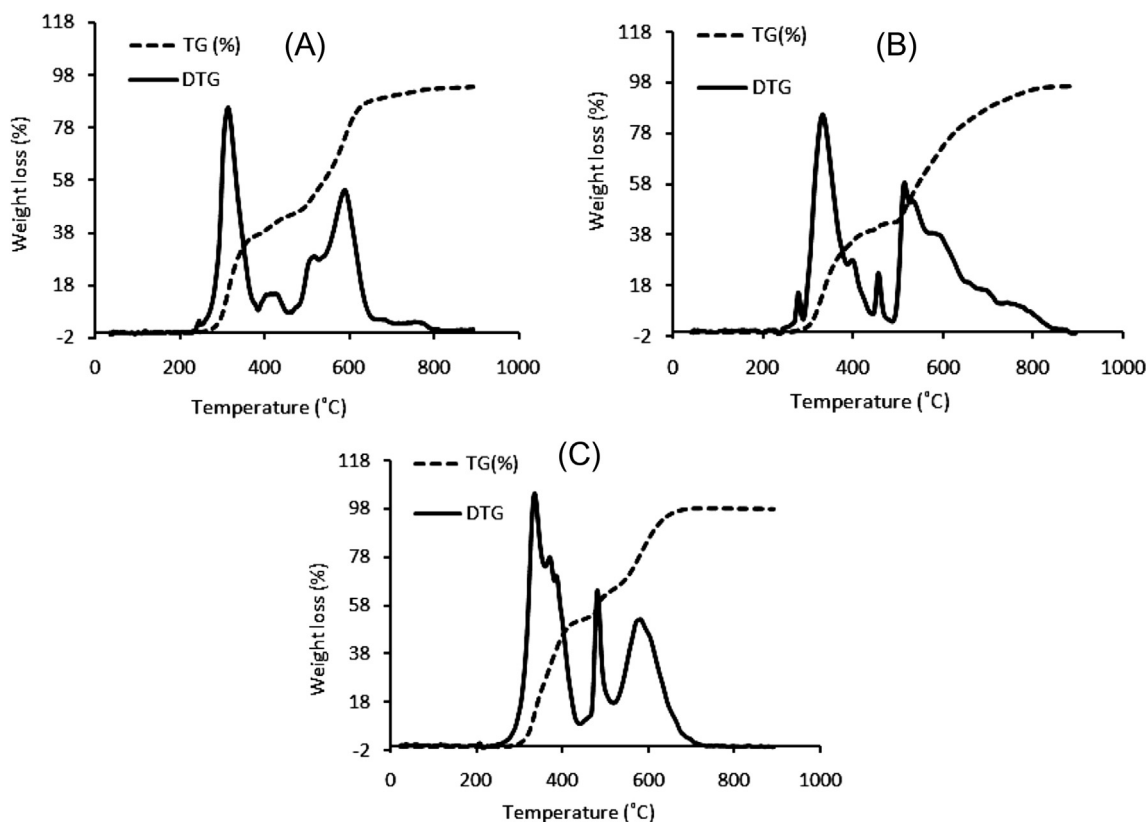 (A)
TG (%)
DTG
Weight loss (%)
118
98
78
58
38
18
-2
0 200 400 600 800 1000
Temperature (°C)
(B)
TG(%)
DTG
Weight loss (%)
118
98
78
58
38
18
-2
0 200 400 600 800 1000
Temperature (°C)
(C)
TG(%)
DTG
Weight loss (%)
118
98
78
58
38
18
-2
0 200 400 600 800 1000
Temperature (°C)